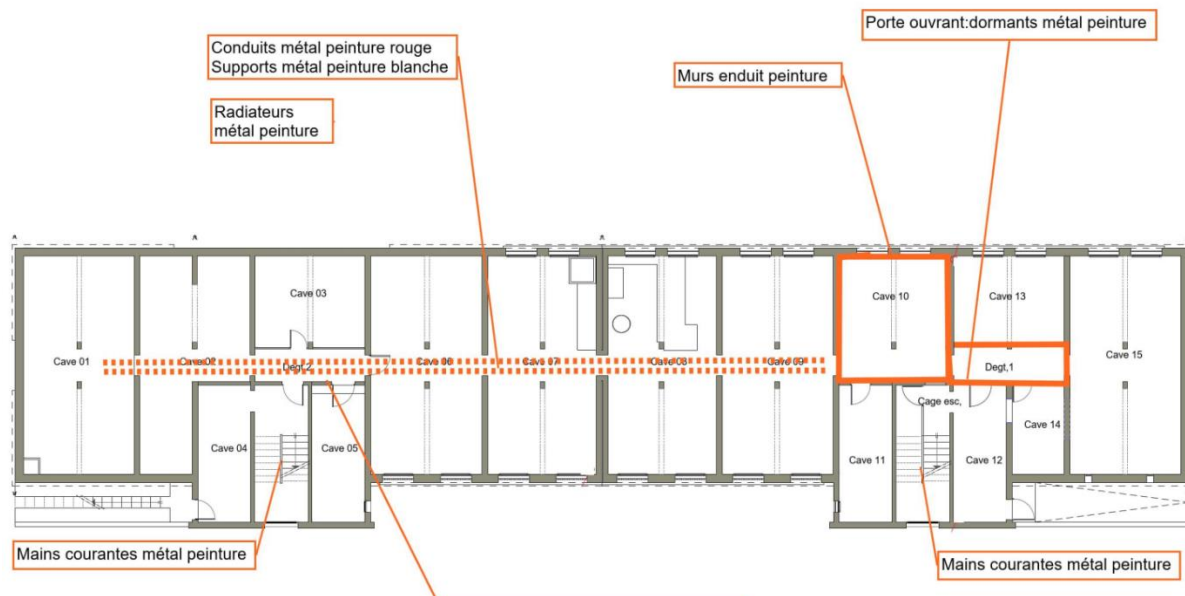 Porte ouvrant:dormants métal peinture
Conduits métal peinture rouge
Supports métal peinture blanche
Murs enduit peinture
Radiateurs
métal peinture
Cave 03
Cave 10
Cave 13
Cave 01
Cave 02
Degt,2
Cave 06
Cave 07
Cave 08
Cave 09
Degt,1
Cave 15
Cage esc,
Cave 04
Cave 05
Cave 11
Cave 12
Cave 14
Mains courantes métal peinture
Mains courantes métal peinture